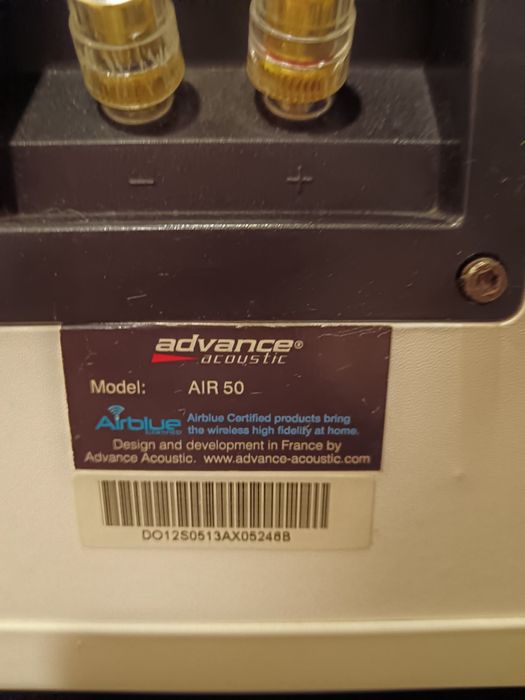 − +
advance®
acoustic
Model: AIR 50
Airblue Airblue Certified products bring
the wireless high fidelity at home.
Design and development in France by
Advance Acoustic. www.advance-acoustic.com
DO12S0513AX05246B